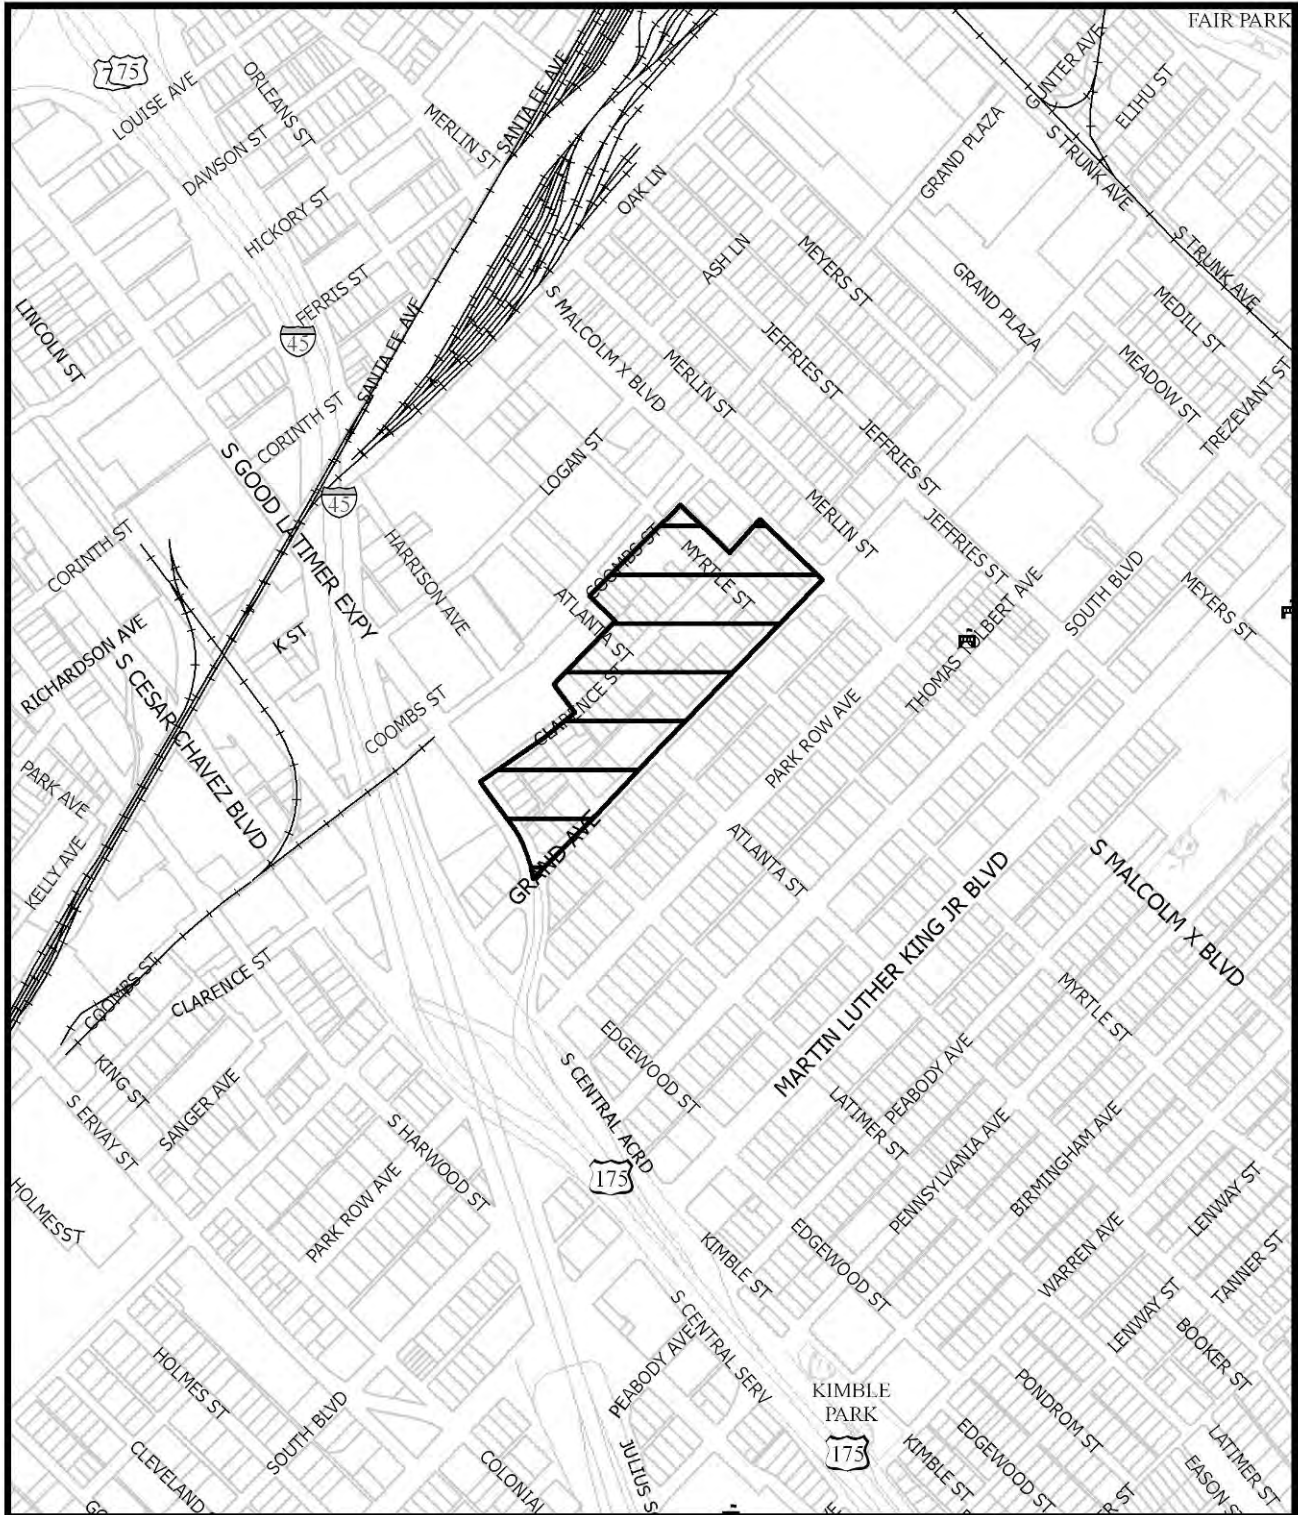 FAIR PARK
75
LOUISE AVE
ORLEANS ST
DAWSON ST
HICKORY ST
MERLIN ST
SANTA FE AVE
OAK LN
GUNTER AVE
ELIHU ST
GRAND PLAZA
S TRUNK AVE
S TRUNK AVE
ASH LN
MEYERS ST
GRAND PLAZA
MEDILL ST
MEADOW ST
TREZEVANT ST
LINCOLN ST
FERRIS ST
45
SANTA FE AVE
CORINTH ST
S MALCOLM X BLVD
MERLIN ST
JEFFRIES ST
JEFFRIES ST
S GOOD LATIMER EXPY
45
LOGAN ST
MERLIN ST
JEFFRIES ST
CORINTH ST
HARRISON AVE
COOMBS ST
MYRTLE ST
ATLANTA ST
CLARENCE ST
THOMAS TOLBERT AVE
SOUTH BLVD
MEYERS ST
RICHARDSON AVE
K ST
S CESAR CHAVEZ BLVD
COOMBS ST
PARK ROW AVE
PARK AVE
KELLY AVE
GRAND AVE
ATLANTA ST
MARTIN LUTHER KING JR BLVD
S MALCOLM X BLVD
COOMBS ST
CLARENCE ST
MYRTLE ST
KING ST
SANGER AVE
S ERVAY ST
EDGEWOOD ST
S CENTRAL ACRD
PEABODY AVE
LATIMER ST
S HARWOOD ST
PARK ROW AVE
175
PENNSYLVANIA AVE
BIRMINGHAM AVE
LENWAY ST
HOLMES ST
KIMBLE ST
EDGEWOOD ST
WARREN AVE
TANNER ST
S CENTRAL SERV
LENWAY ST
BOOKER ST
HOLMES ST
SOUTH BLVD
PEABODY AVE
KIMBLE
PARK
175
PONDROM ST
EDGEWOOD ST
LATIMER ST
CLEVELAND
COLONIAL
JULIUS S
KIMBLE ST
EASON S
R ST